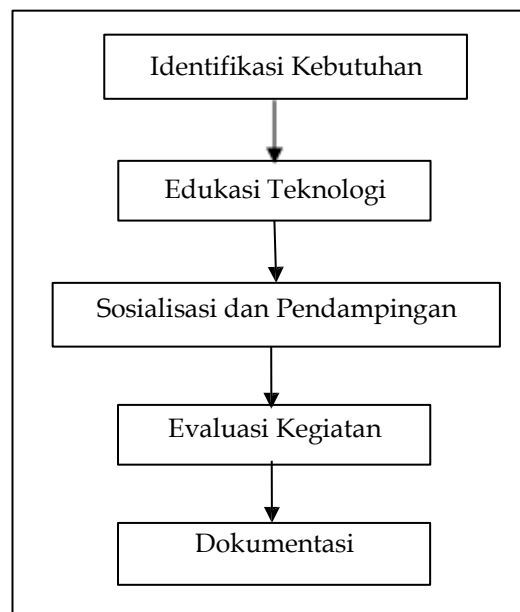 Identifikasi Kebutuhan
Edukasi Teknologi
Sosialisasi dan Pendampingan
Evaluasi Kegiatan
Dokumentasi